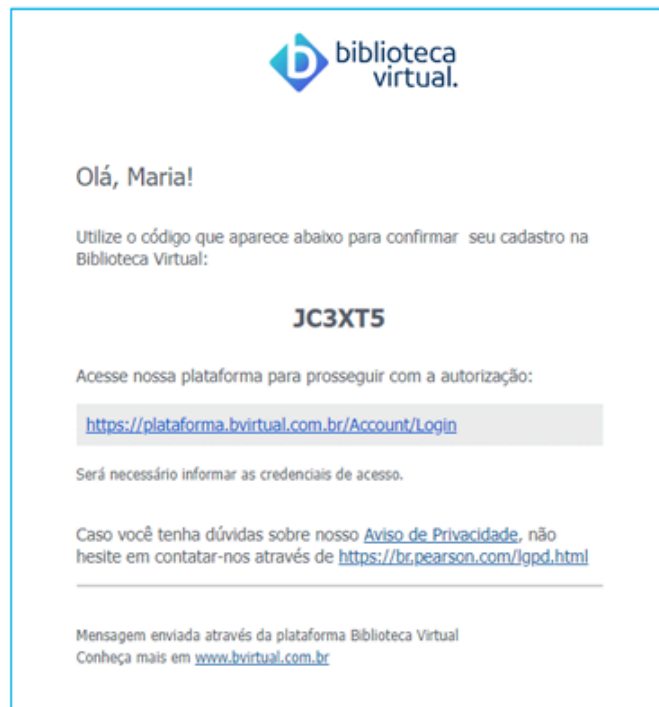 biblioteca
virtual.
Olá, Maria!
Utilize o código que aparece abaixo para confirmar seu cadastro na
Biblioteca Virtual:
JC3XT5
Acesse nossa plataforma para prosseguir com a autorização:
https://plataforma.bvirtual.com.br/Account/Login
Será necessário informar as credenciais de acesso.
Caso você tenha dúvidas sobre nosso Aviso de Privacidade, não
hesite em contatar-nos através de https://br.pearson.com/lgpd.html
Mensagem enviada através da plataforma Biblioteca Virtual
Conheça mais em www.bvirtual.com.br